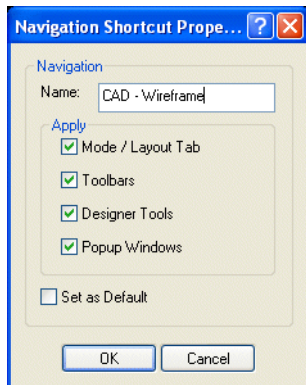 Navigation Shortcut Prope...
Navigation
Name: CAD - Wireframe
Apply
Mode / Layout Tab
Toolbars
Designer Tools
Popup Windows
Set as Default
OK Cancel